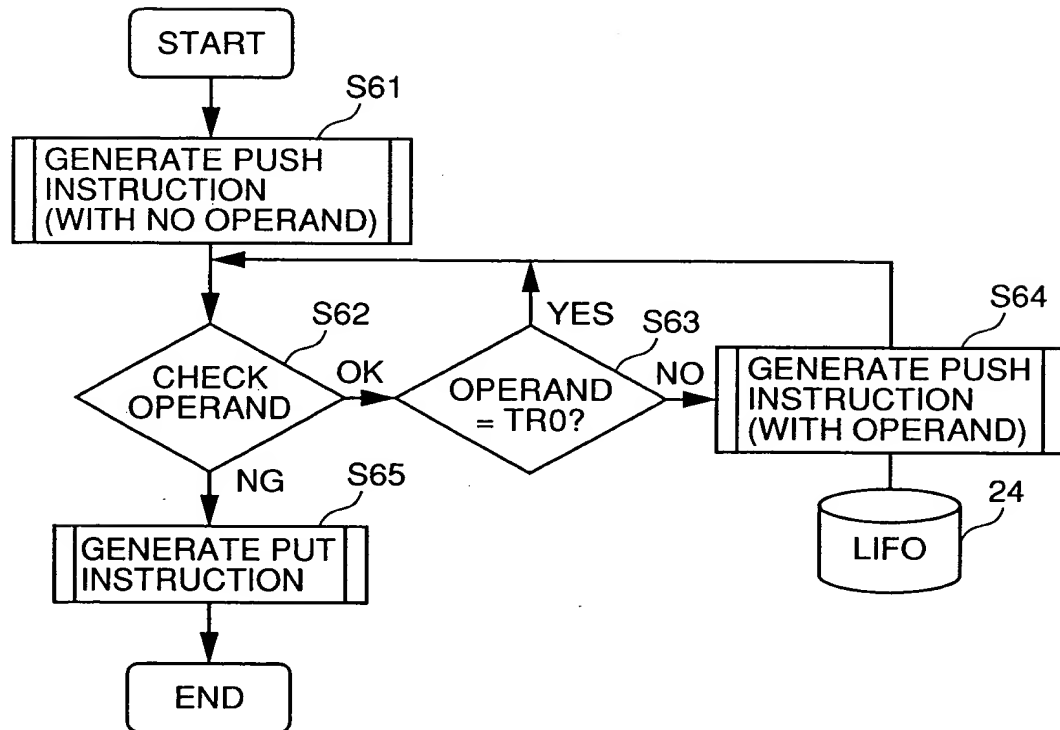 START
S61
GENERATE PUSH
INSTRUCTION
(WITH NO OPERAND)
S62
CHECK
OPERAND
OK
NG
YES
S63
OPERAND
= TR0?
NO
S64
GENERATE PUSH
INSTRUCTION
(WITH OPERAND)
24
LIFO
S65
GENERATE PUT
INSTRUCTION
END